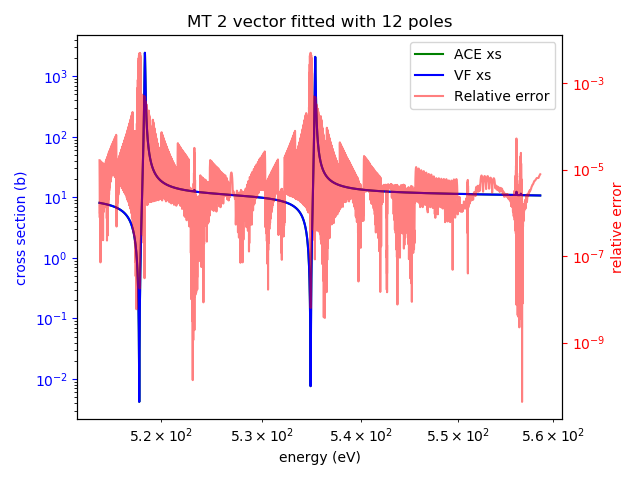 MT 2 vector fitted with 12 poles
ACE xs
VF xs
Relative error
cross section (b)
10³
10²
10¹
10⁰
10⁻¹
10⁻²
10⁻³
10⁻⁵
10⁻⁷
10⁻⁹
relative error
5.2 × 10² 5.3 × 10² 5.4 × 10² 5.5 × 10² 5.6 × 10²
energy (eV)